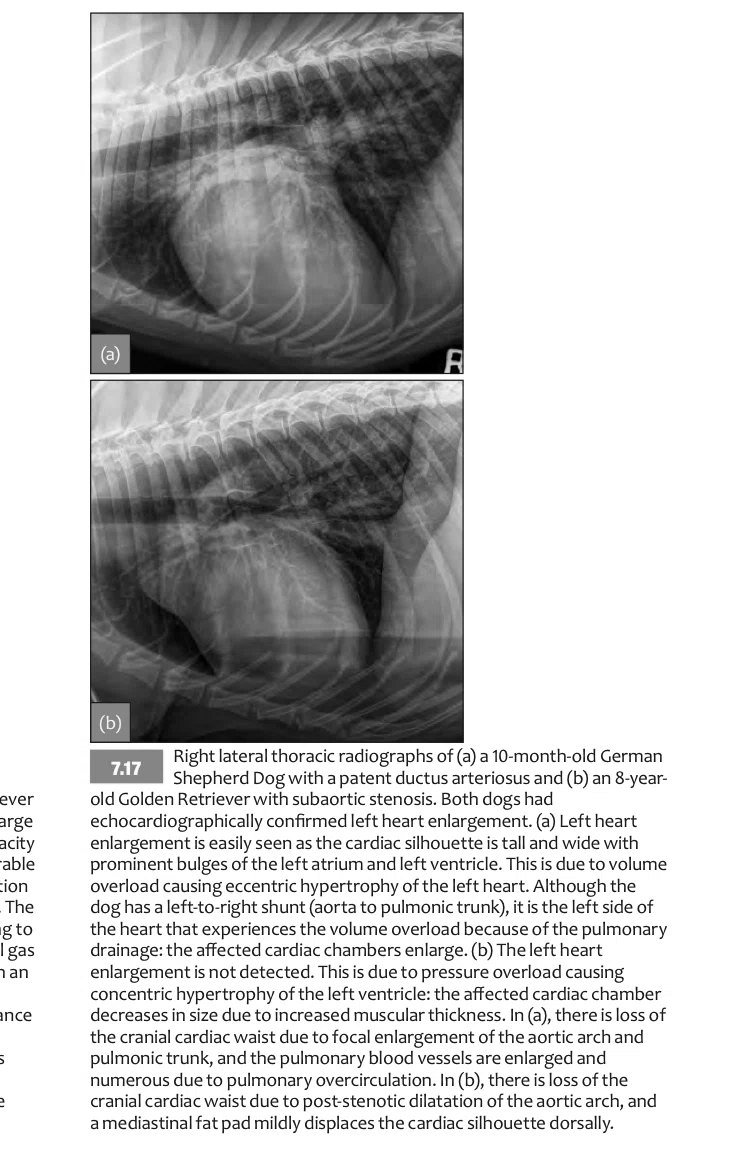 R
(a)
(b)
7.17 Right lateral thoracic radiographs of (a) a 10-month-old German
Shepherd Dog with a patent ductus arteriosus and (b) an 8-year-
old Golden Retriever with subaortic stenosis. Both dogs had
echocardiographically confirmed left heart enlargement. (a) Left heart
enlargement is easily seen as the cardiac silhouette is tall and wide with
prominent bulges of the left atrium and left ventricle. This is due to volume
overload causing eccentric hypertrophy of the left heart. Although the
dog has a left-to-right shunt (aorta to pulmonic trunk), it is the left side of
the heart that experiences the volume overload because of the pulmonary
drainage: the affected cardiac chambers enlarge. (b) The left heart
enlargement is not detected. This is due to pressure overload causing
concentric hypertrophy of the left ventricle: the affected cardiac chamber
decreases in size due to increased muscular thickness. In (a), there is loss of
the cranial cardiac waist due to focal enlargement of the aortic arch and
pulmonic trunk, and the pulmonary blood vessels are enlarged and
numerous due to pulmonary overcirculation. In (b), there is loss of the
cranial cardiac waist due to post-stenotic dilatation of the aortic arch, and
a mediastinal fat pad mildly displaces the cardiac silhouette dorsally.